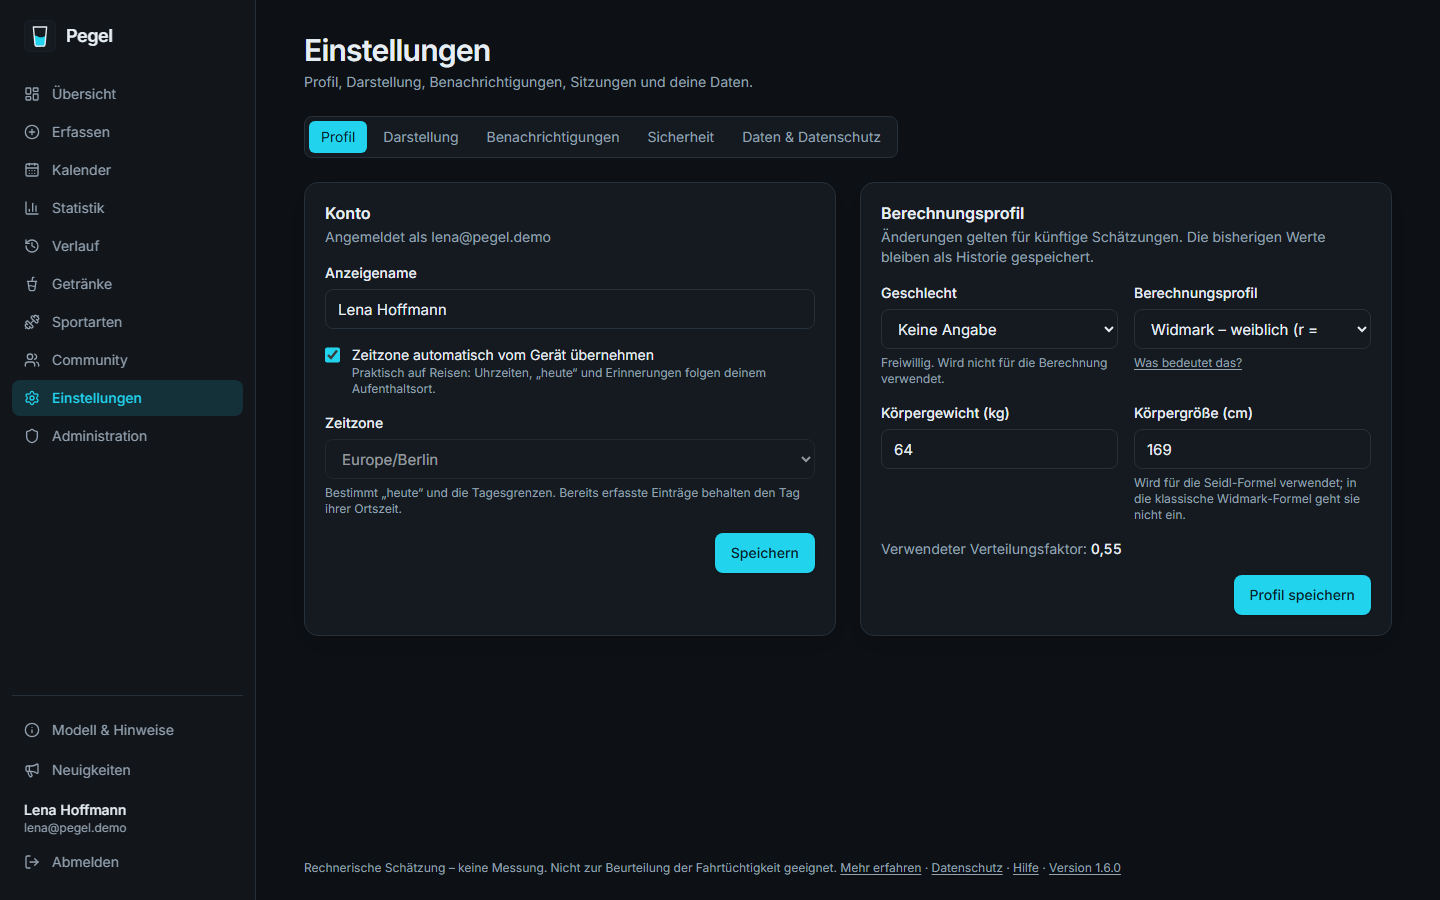 Pegel
Übersicht
Erfassen
Kalender
Statistik
Verlauf
Getränke
Sportarten
Community
Einstellungen
Administration
Modell & Hinweise
Neuigkeiten
Lena Hoffmann
lena@pegel.demo
Abmelden
Einstellungen
Profil, Darstellung, Benachrichtigungen, Sitzungen und deine Daten.
Profil
Darstellung
Benachrichtigungen
Sicherheit
Daten & Datenschutz
Konto
Angemeldet als lena@pegel.demo
Anzeigename
Lena Hoffmann
Zeitzone automatisch vom Gerät übernehmen
Praktisch auf Reisen: Uhrzeiten, „heute“ und Erinnerungen folgen deinem
Aufenthaltsort.
Zeitzone
Europe/Berlin
Bestimmt „heute“ und die Tagesgrenzen. Bereits erfasste Einträge behalten den Tag
ihrer Ortszeit.
Speichern
Berechnungsprofil
Änderungen gelten für künftige Schätzungen. Die bisherigen Werte
bleiben als Historie gespeichert.
Geschlecht
Keine Angabe
Freiwillig. Wird nicht für die Berechnung
verwendet.
Berechnungsprofil
Widmark – weiblich (r =
Was bedeutet das?
Körpergewicht (kg)
64
Körpergröße (cm)
169
Wird für die Seidl-Formel verwendet; in
die klassische Widmark-Formel geht sie
nicht ein.
Verwendeter Verteilungsfaktor: 0,55
Profil speichern
Rechnerische Schätzung – keine Messung. Nicht zur Beurteilung der Fahrtüchtigkeit geeignet. Mehr erfahren · Datenschutz · Hilfe · Version 1.6.0